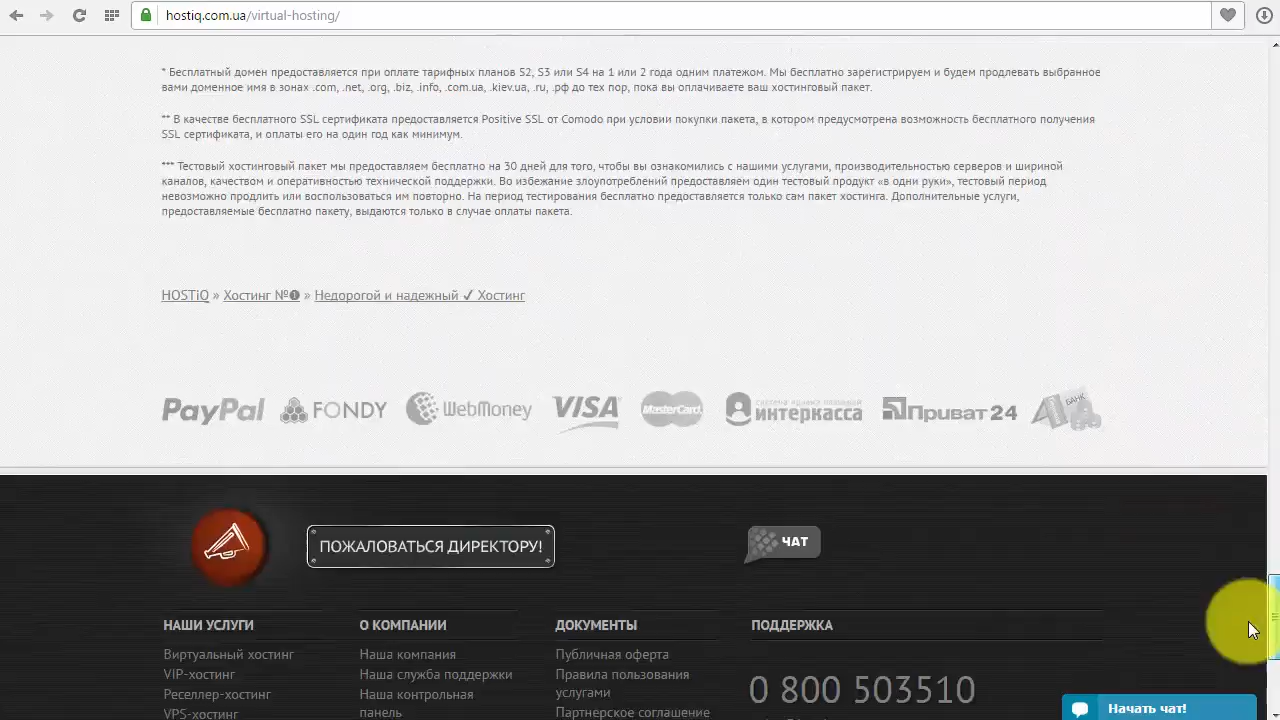 hostiq.com.ua/virtual-hosting/
* Бесплатный домен предоставляется при оплате тарифных планов S2, S3 или S4 на 1 или 2 года одним платежом. Мы бесплатно зарегистрируем и будем продлевать выбранное
вами доменное имя в зонах .com, .net, .org, .biz, .info, .com.ua, .kiev.ua, .ru, .рф до тех пор, пока вы оплачиваете ваш хостинговый пакет.
** В качестве бесплатного SSL сертификата предоставляется Positive SSL от Comodo при условии покупки пакета, в котором предусмотрена возможность бесплатного получения
SSL сертификата, и оплаты его на один год как минимум.
*** Тестовый хостинговый пакет мы предоставляем бесплатно на 30 дней для того, чтобы вы ознакомились с нашими услугами, производительностью серверов и шириной
каналов, качеством и оперативностью технической поддержки. Во избежание злоупотреблений предоставляем один тестовый продукт «в одни руки», тестовый период
невозможно продлить или воспользоваться им повторно. На период тестирования бесплатно предоставляется только сам пакет хостинга. Дополнительные услуги,
предоставляемые бесплатно пакету, выдаются только в случае оплаты пакета.
HOSTiQ » Хостинг №❶ » Недорогой и надежный ✓ Хостинг
PayPal FONDY WebMoney VISA MasterCard интеркасса Приват 24 БАНК
ПОЖАЛОВАТЬСЯ ДИРЕКТОРУ! ЧАТ
НАШИ УСЛУГИ О КОМПАНИИ ДОКУМЕНТЫ ПОДДЕРЖКА
Виртуальный хостинг Наша компания Публичная оферта
VIP-хостинг Наша служба поддержки Правила пользования
Реселлер-хостинг Наша контрольная услугами 0 800 503510
VPS-хостинг панель Партнерское соглашение Начать чат!